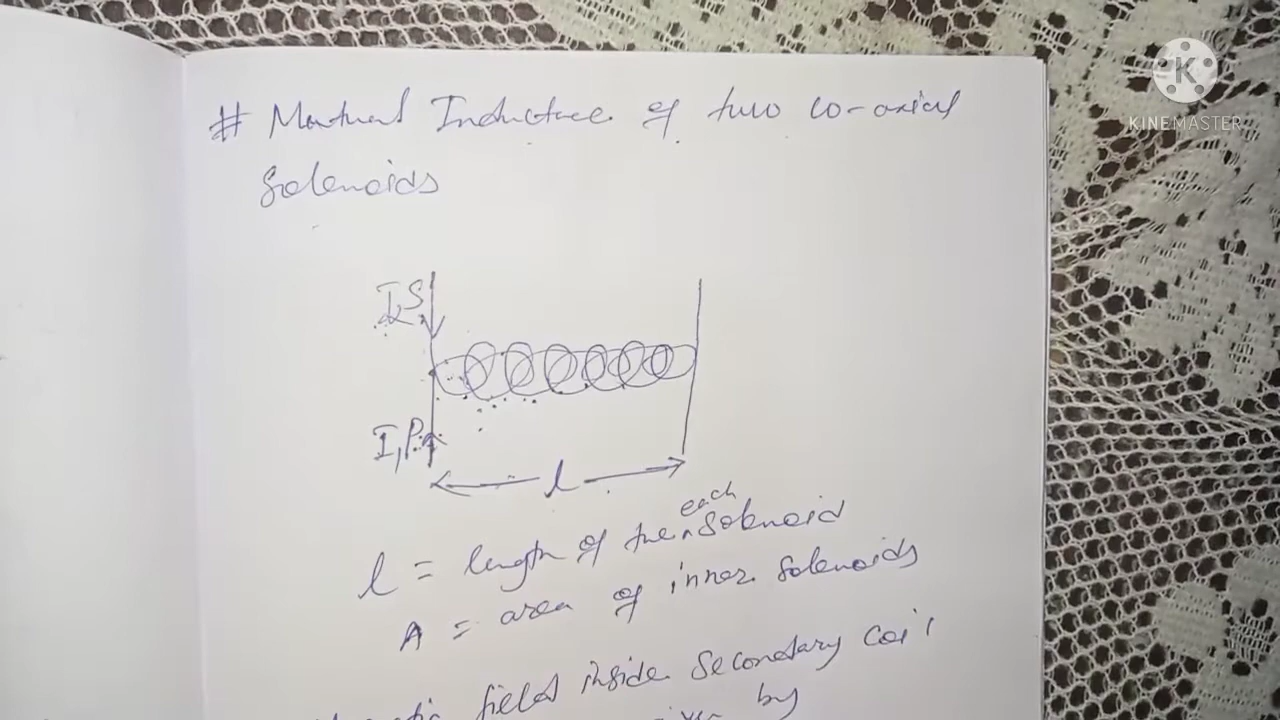 # Mutual Inductance of two co-axial
Solenoids
K
KINEMASTER
I₂S
I₁P
l
each
l = length of the solenoid
A = area of inner solenoids
field inside secondary coil
by